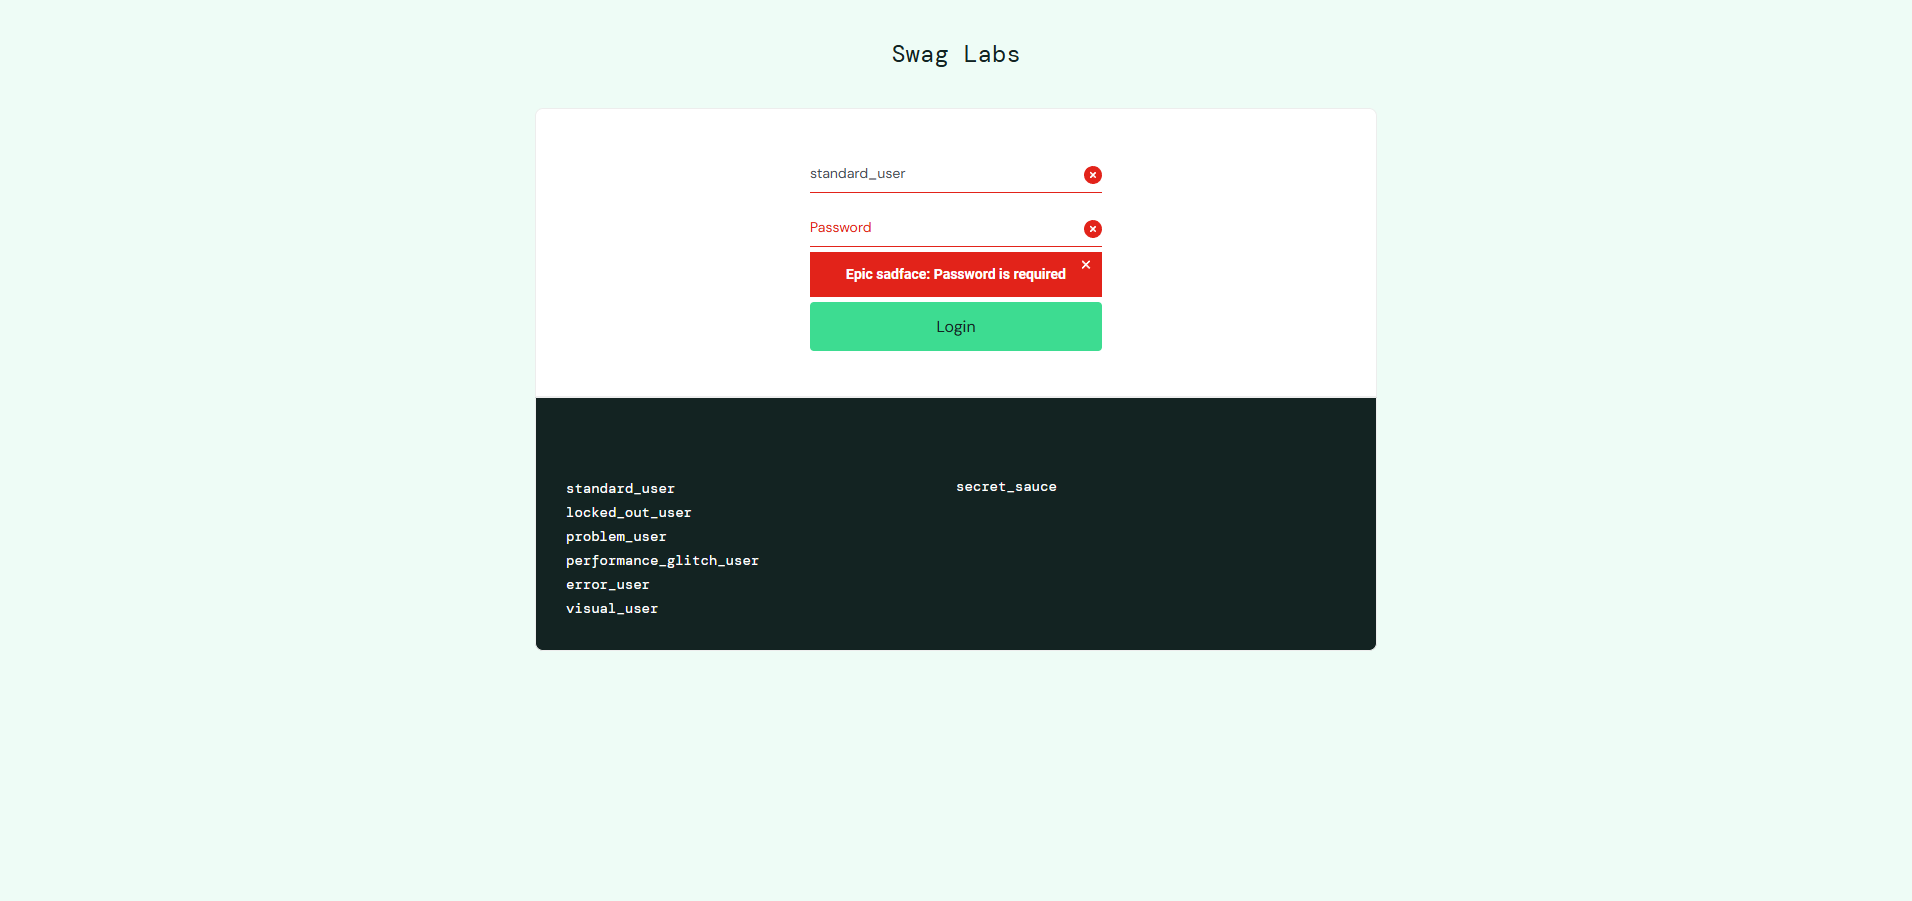 Swag Labs
standard_user
Password
Epic sadface: Password is required
Login
standard_user
locked_out_user
problem_user
performance_glitch_user
error_user
visual_user
secret_sauce